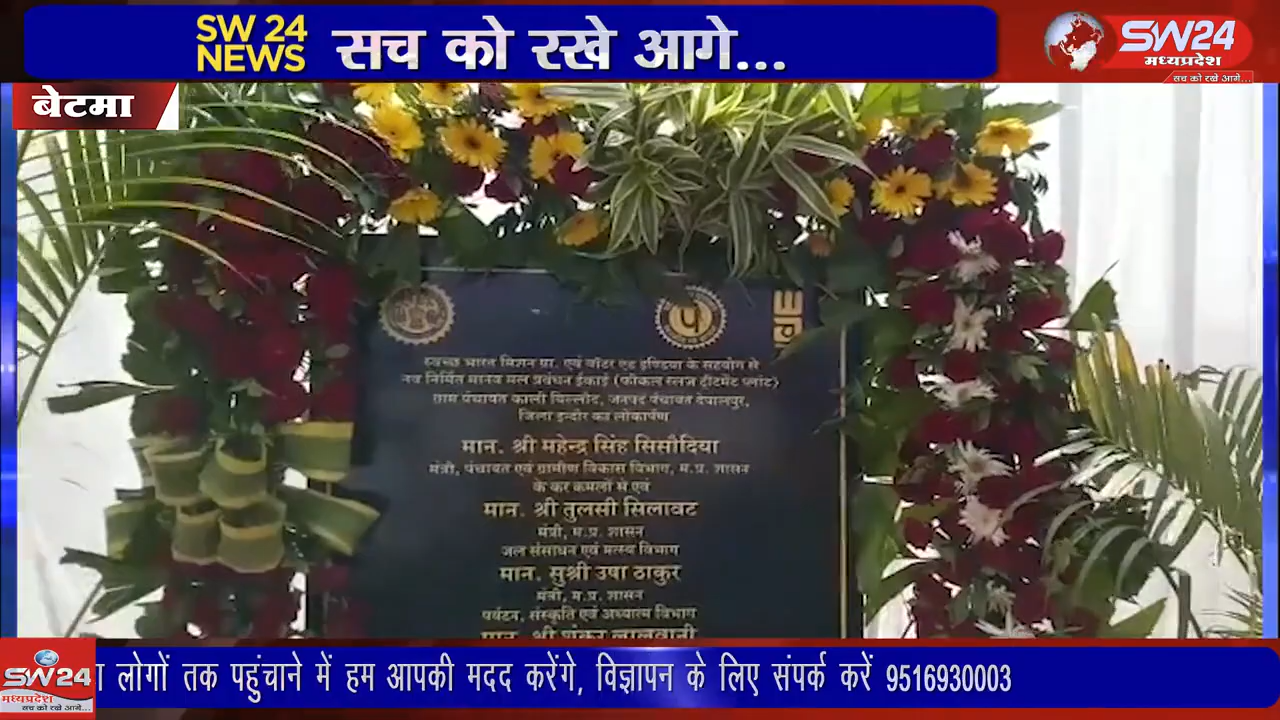 SW 24
NEWS
सच को रखे आगे...
SW24
मध्यप्रदेश
सच को रखे आगे...
बेटमा
प
स्वच्छ भारत मिशन ग्रा. एवं वॉटर एड इण्डिया के सहयोग से
नव निर्मित मानव मल प्रबंधन ईकाई (फीकल स्लज ट्रीटमेंट प्लांट)
ग्राम पंचायत काली बिल्लौद, जनपद पंचायत देपालपुर,
जिला इन्दौर का लोकार्पण
मान. श्री महेन्द्र सिंह सिसौदिया
मंत्री, पंचायत एवं ग्रामीण विकास विभाग, म.प्र. शासन
के कर कमलों से एवं
मान. श्री तुलसी सिलावट
मंत्री, म.प्र. शासन
जल संसाधन एवं मत्स्य विभाग
मान. सुश्री उषा ठाकुर
मंत्री, म.प्र. शासन
पर्यटन, संस्कृति एवं अध्यात्म विभाग
मान. श्री शंकर लालवानी
SW24
मध्यप्रदेश
सच को रखे आगे...
लोगों तक पहुंचाने में हम आपकी मदद करेंगे, विज्ञापन के लिए संपर्क करें 9516930003